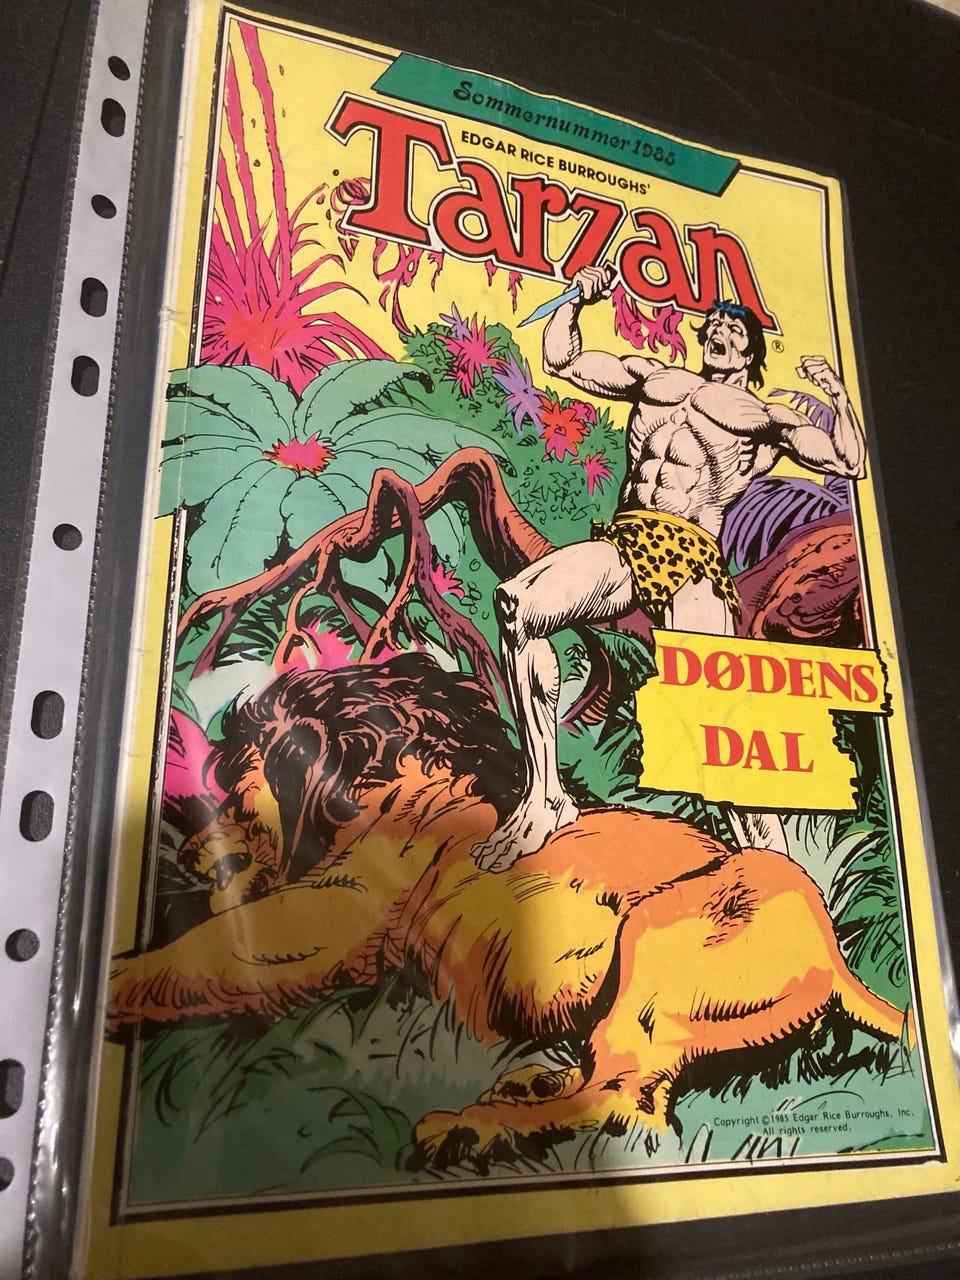 Sommernummer 1985
EDGAR RICE BURROUGHS'
Tarzan
®
DØDENS
DAL
Copyright ©1985 Edgar Rice Burroughs, Inc.
All rights reserved.